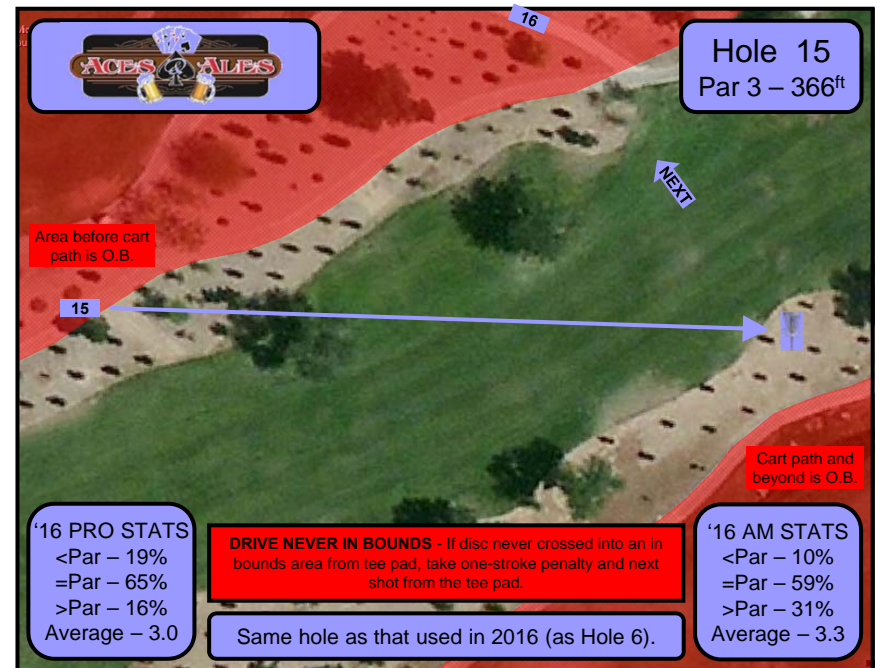 16
ACES & ALES
Hole 15
Par 3 – 366ft
NEXT
Area before cart
path is O.B.
15
Cart path and
beyond is O.B.
'16 PRO STATS
<Par – 19%
=Par – 65%
>Par – 16%
Average – 3.0
DRIVE NEVER IN BOUNDS - If disc never crossed into an in
bounds area from tee pad, take one-stroke penalty and next
shot from the tee pad.
Same hole as that used in 2016 (as Hole 6).
'16 AM STATS
<Par – 10%
=Par – 59%
>Par – 31%
Average – 3.3